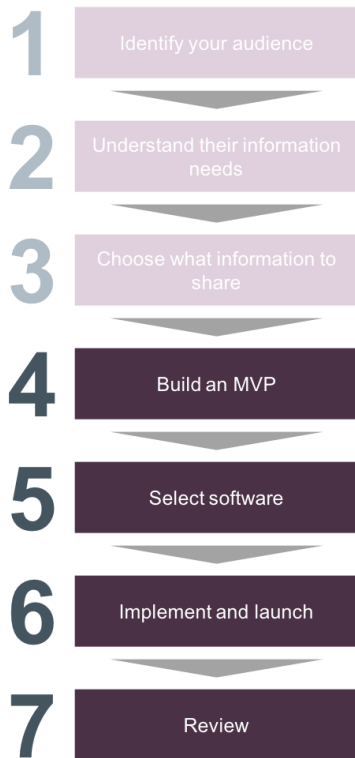 1
Identify your audience
2
Understand their information
needs
3
Choose what information to
share
4
Build an MVP
5
Select software
6
Implement and launch
7
Review